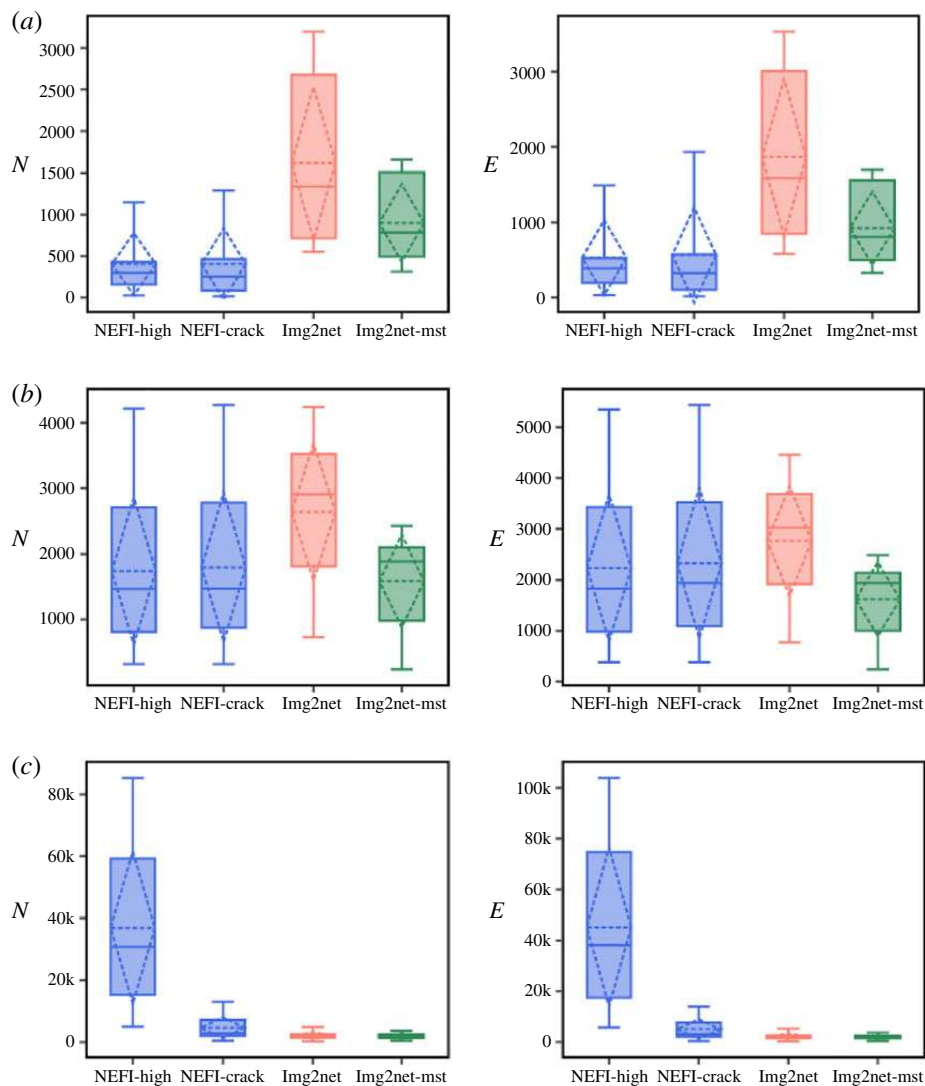 (a)
3000
2500
2000
1500
1000
500
0
N
NEFI-high NEFI-crack Img2net Img2net-mst
3000
2000
1000
0
E
NEFI-high NEFI-crack Img2net Img2net-mst
(b)
4000
3000
2000
1000
N
NEFI-high NEFI-crack Img2net Img2net-mst
5000
4000
3000
2000
1000
0
E
NEFI-high NEFI-crack Img2net Img2net-mst
(c)
80k
60k
40k
20k
0
N
NEFI-high NEFI-crack Img2net Img2net-mst
100k
80k
60k
40k
20k
0
E
NEFI-high NEFI-crack Img2net Img2net-mst